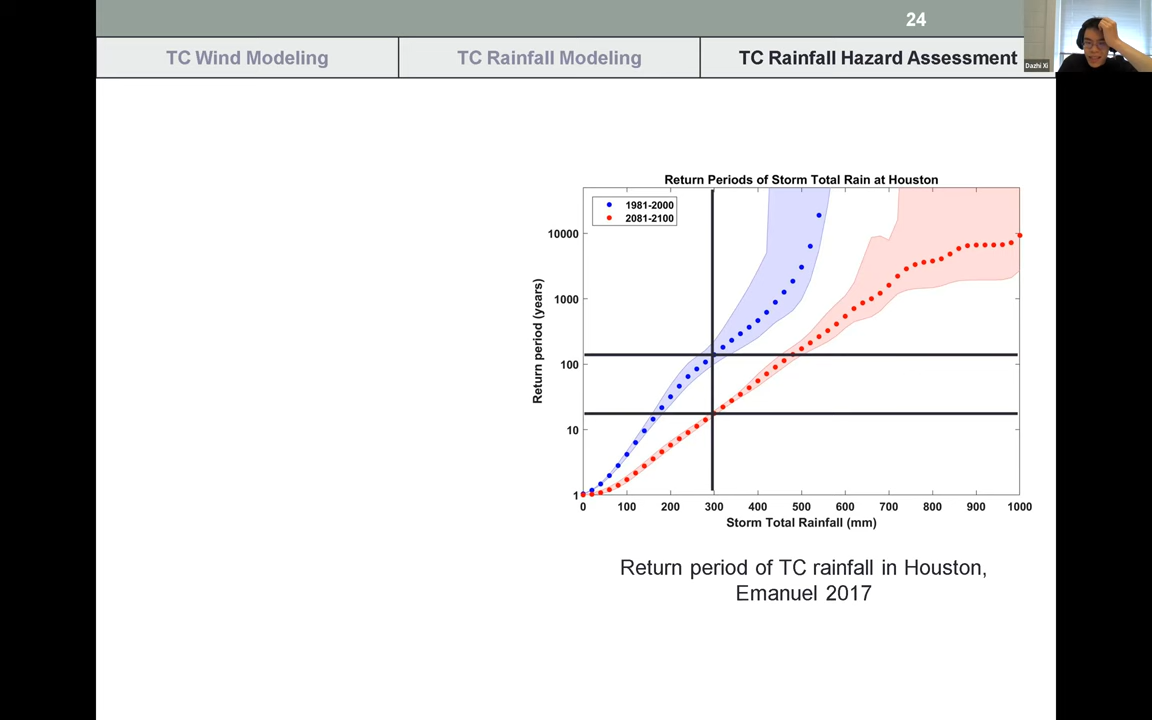 24
TC Wind Modeling
TC Rainfall Modeling
TC Rainfall Hazard Assessment
Dazhi Xi
Return Periods of Storm Total Rain at Houston
1981-2000
2081-2100
Return period (years)
10000
1000
100
10
1
0 100 200 300 400 500 600 700 800 900 1000
Storm Total Rainfall (mm)
Return period of TC rainfall in Houston,
Emanuel 2017